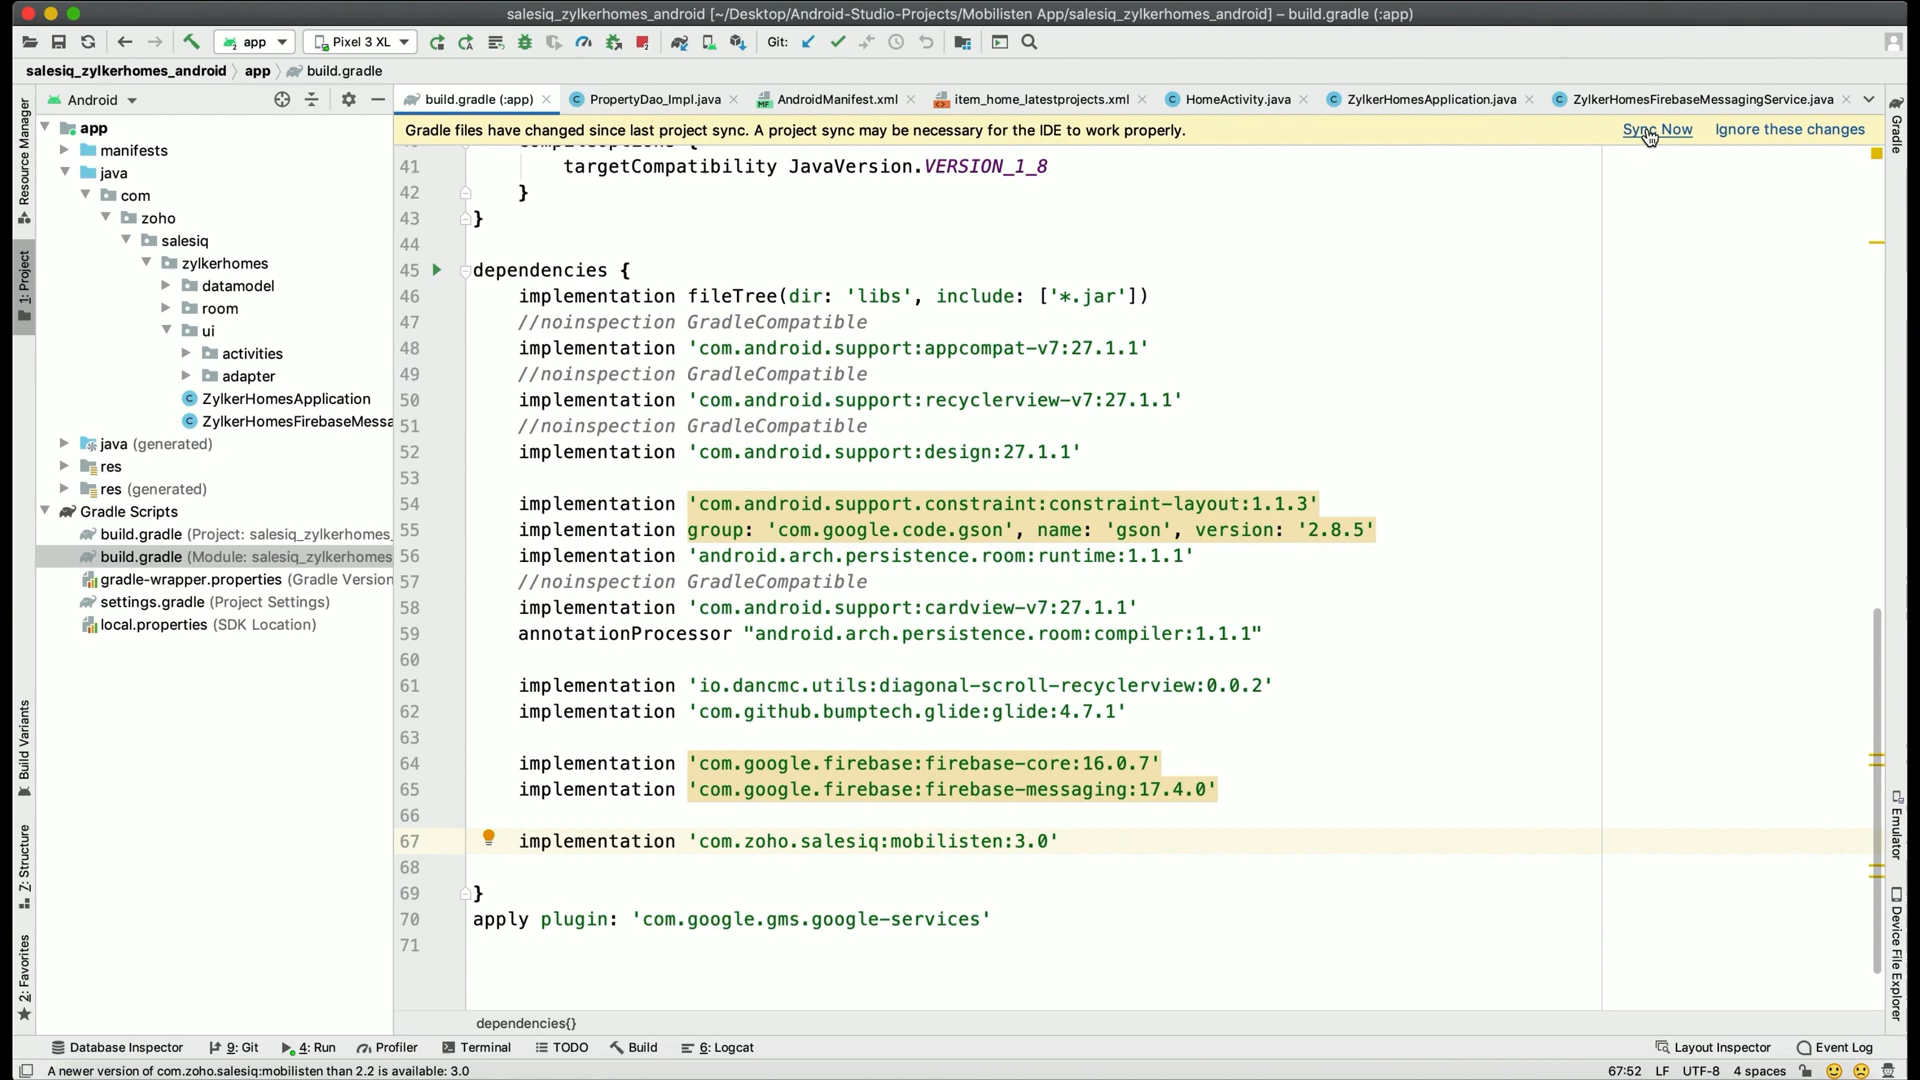 salesiq_zylkerhomes_android [~/Desktop/Android-Studio-Projects/Mobilisten App/salesiq_zylkerhomes_android] – build.gradle (:app)
app
Pixel 3 XL
Git:
salesiq_zylkerhomes_android
app
build.gradle
Android
build.gradle (:app)
PropertyDao_Impl.java
AndroidManifest.xml
item_home_latestprojects.xml
HomeActivity.java
ZylkerHomesApplication.java
ZylkerHomesFirebaseMessagingService.java
Gradle files have changed since last project sync. A project sync may be necessary for the IDE to work properly.
Sync Now
Ignore these changes
Resource Manager
1: Project
Build Variants
Z: Structure
2: Favorites
app
manifests
java
com
zoho
salesiq
zylkerhomes
datamodel
room
ui
activities
adapter
ZylkerHomesApplication
ZylkerHomesFirebaseMessa
java (generated)
res
res (generated)
Gradle Scripts
build.gradle (Project: salesiq_zylkerhomes_
build.gradle (Module: salesiq_zylkerhomes
gradle-wrapper.properties (Gradle Version
settings.gradle (Project Settings)
local.properties (SDK Location)
40 compileOptions {
41 targetCompatibility JavaVersion.VERSION_1_8
42 }
43 }
44
45 dependencies {
46 implementation fileTree(dir: 'libs', include: ['*.jar'])
47 //noinspection GradleCompatible
48 implementation 'com.android.support:appcompat-v7:27.1.1'
49 //noinspection GradleCompatible
50 implementation 'com.android.support:recyclerview-v7:27.1.1'
51 //noinspection GradleCompatible
52 implementation 'com.android.support:design:27.1.1'
53
54 implementation 'com.android.support.constraint:constraint-layout:1.1.3'
55 implementation group: 'com.google.code.gson', name: 'gson', version: '2.8.5'
56 implementation 'android.arch.persistence.room:runtime:1.1.1'
57 //noinspection GradleCompatible
58 implementation 'com.android.support:cardview-v7:27.1.1'
59 annotationProcessor "android.arch.persistence.room:compiler:1.1.1"
60
61 implementation 'io.dancmc.utils:diagonal-scroll-recyclerview:0.0.2'
62 implementation 'com.github.bumptech.glide:glide:4.7.1'
63
64 implementation 'com.google.firebase:firebase-core:16.0.7'
65 implementation 'com.google.firebase:firebase-messaging:17.4.0'
66
67 implementation 'com.zoho.salesiq:mobilisten:3.0'
68
69 }
70 apply plugin: 'com.google.gms.google-services'
71
dependencies{}
Gradle
Emulator
Device File Explorer
Database Inspector
9: Git
4: Run
Profiler
Terminal
TODO
Build
6: Logcat
Layout Inspector
Event Log
A newer version of com.zoho.salesiq:mobilisten than 2.2 is available: 3.0
67:52 LF UTF-8 4 spaces